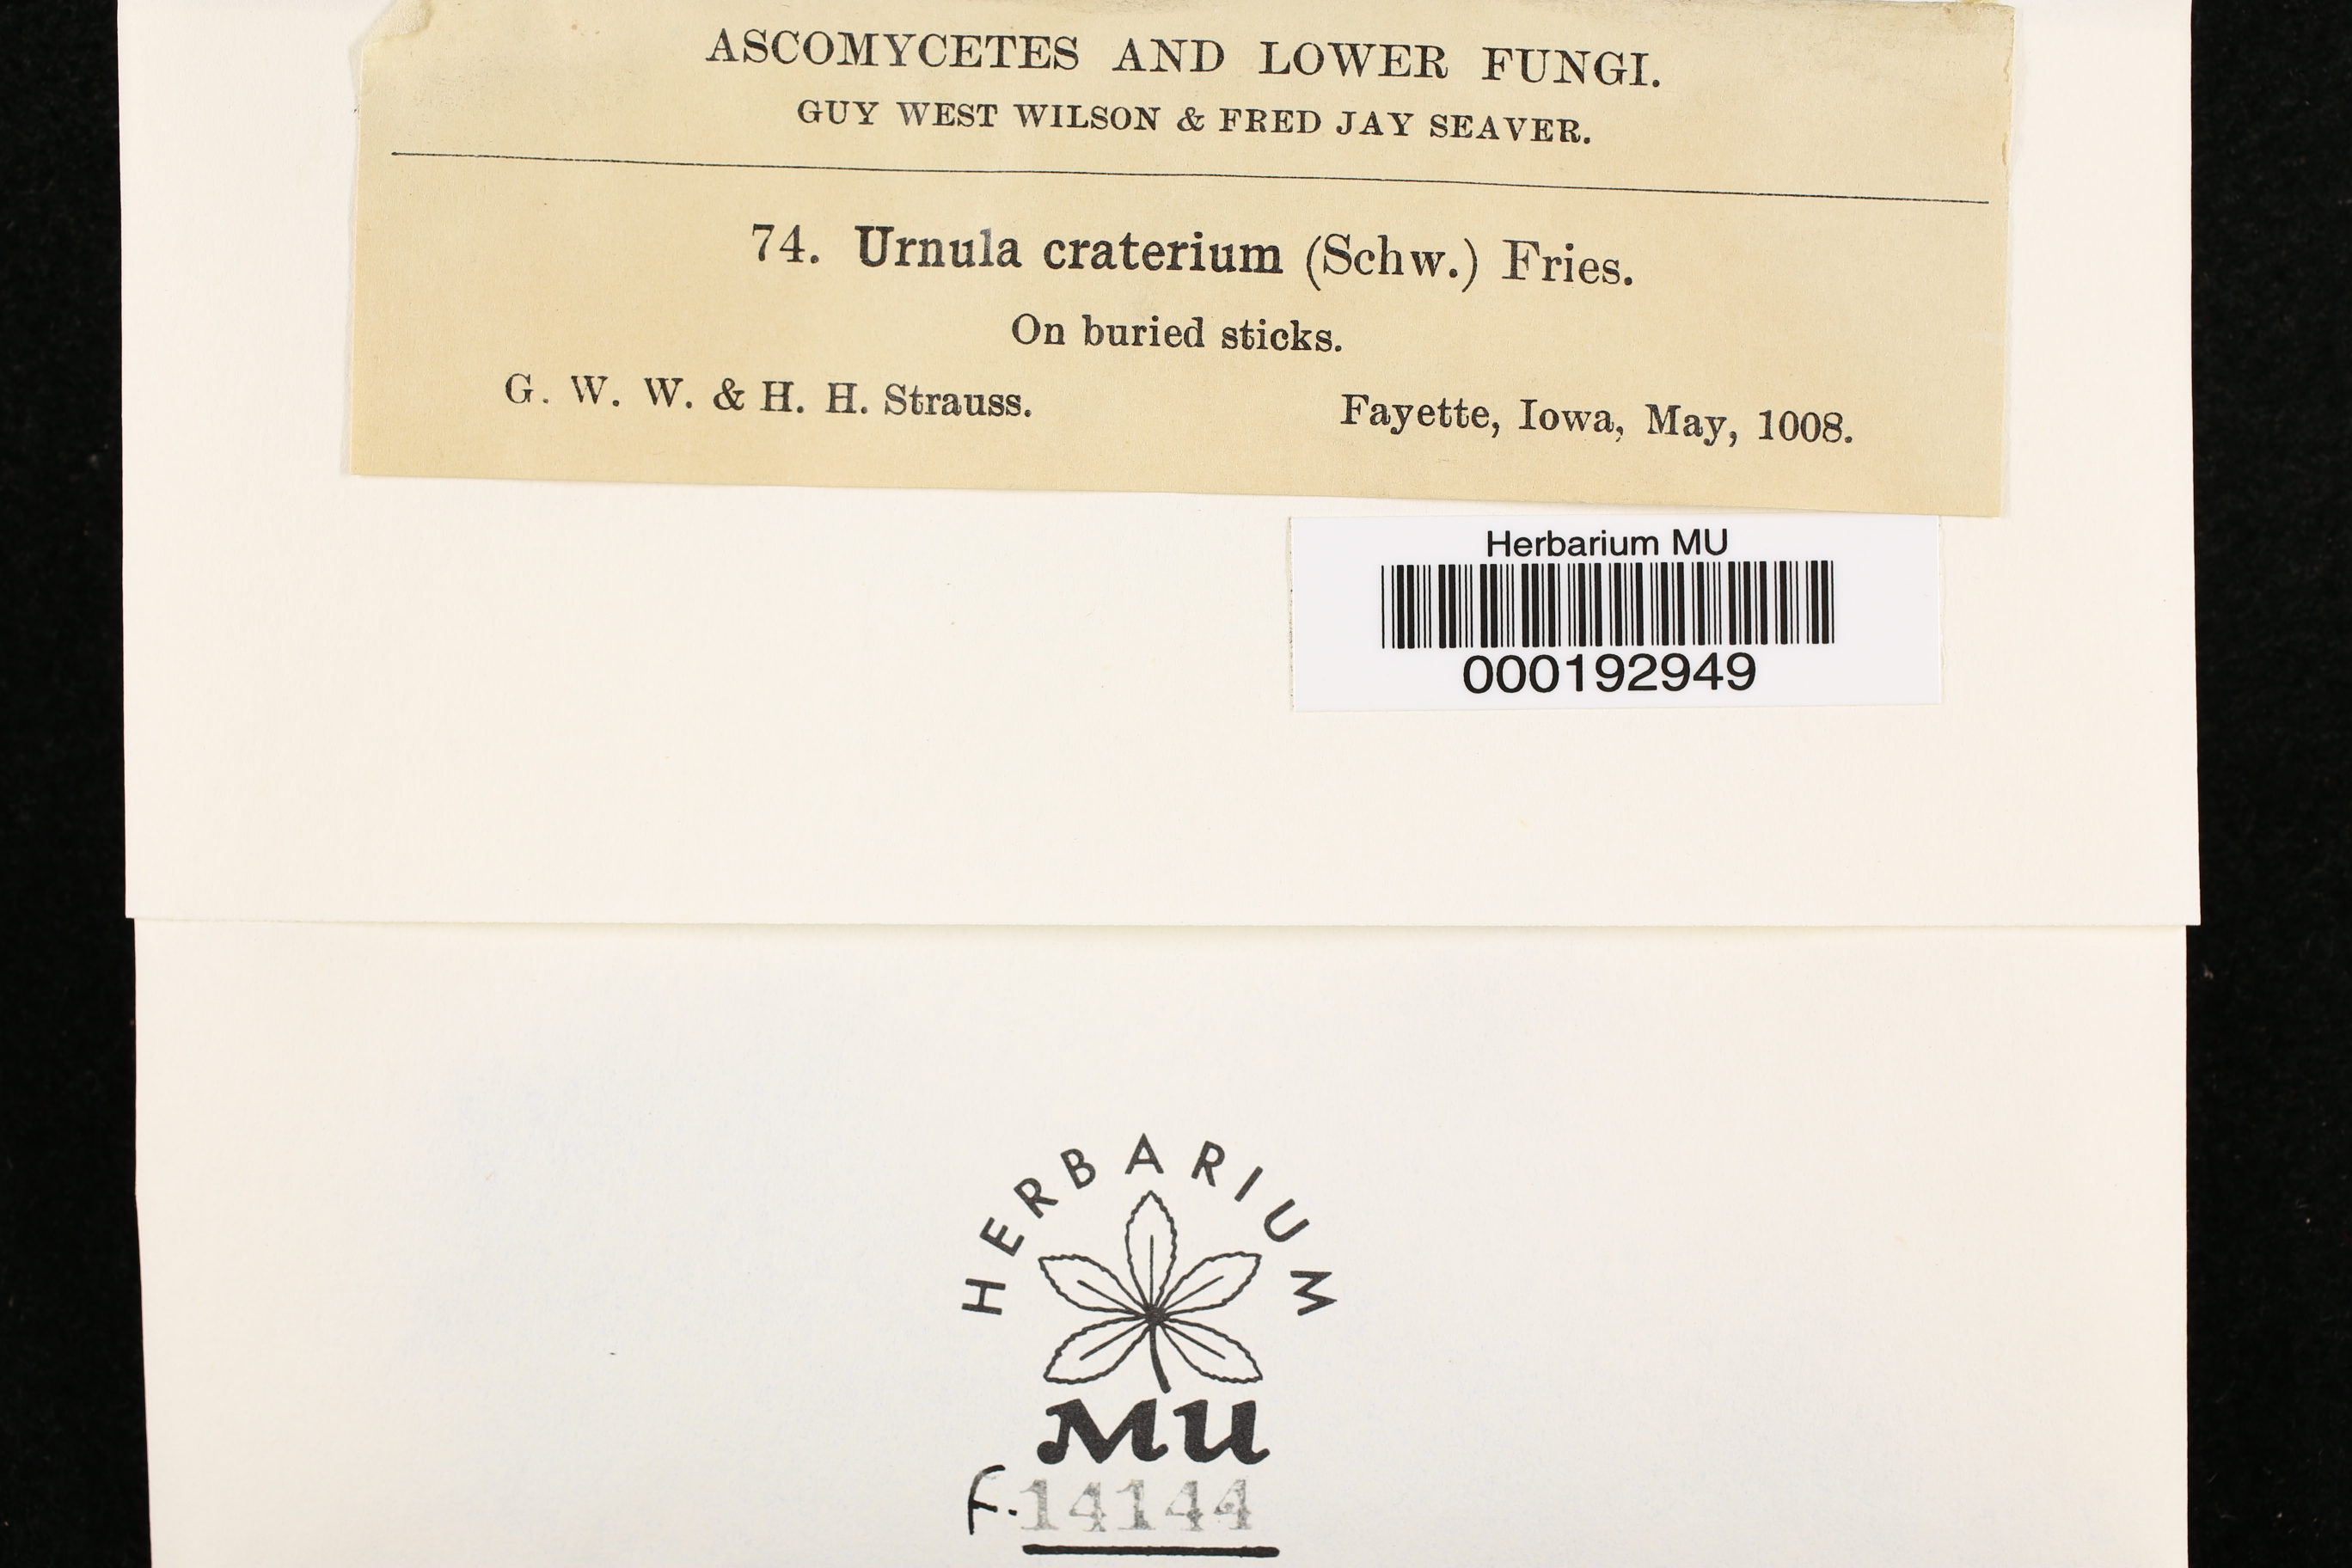 ASCOMYCETES AND LOWER FUNGI.
GUY WEST WILSON & FRED JAY SEAVER.
74. Urnula craterium (Schw.) Fries.
On buried sticks.
G. W. W. & H. H. Strauss. Fayette, Iowa, May, 1008.
Herbarium MU
000192949
HERBARIUM
MU
F. 14144